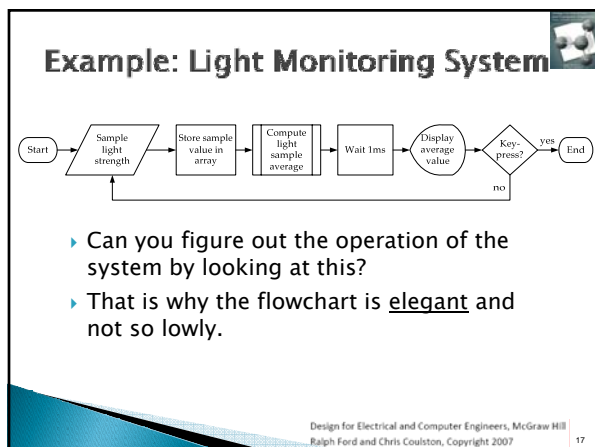 Example: Light Monitoring System
Start
Sample
light
strength
Store sample
value in
array
Compute
light
sample
average
Wait 1ms
Display
average
value
Key-
press?
yes
End
no
Can you figure out the operation of the
system by looking at this?
That is why the flowchart is elegant and
not so lowly.
Design for Electrical and Computer Engineers, McGraw Hill
Ralph Ford and Chris Coulston, Copyright 2007
17